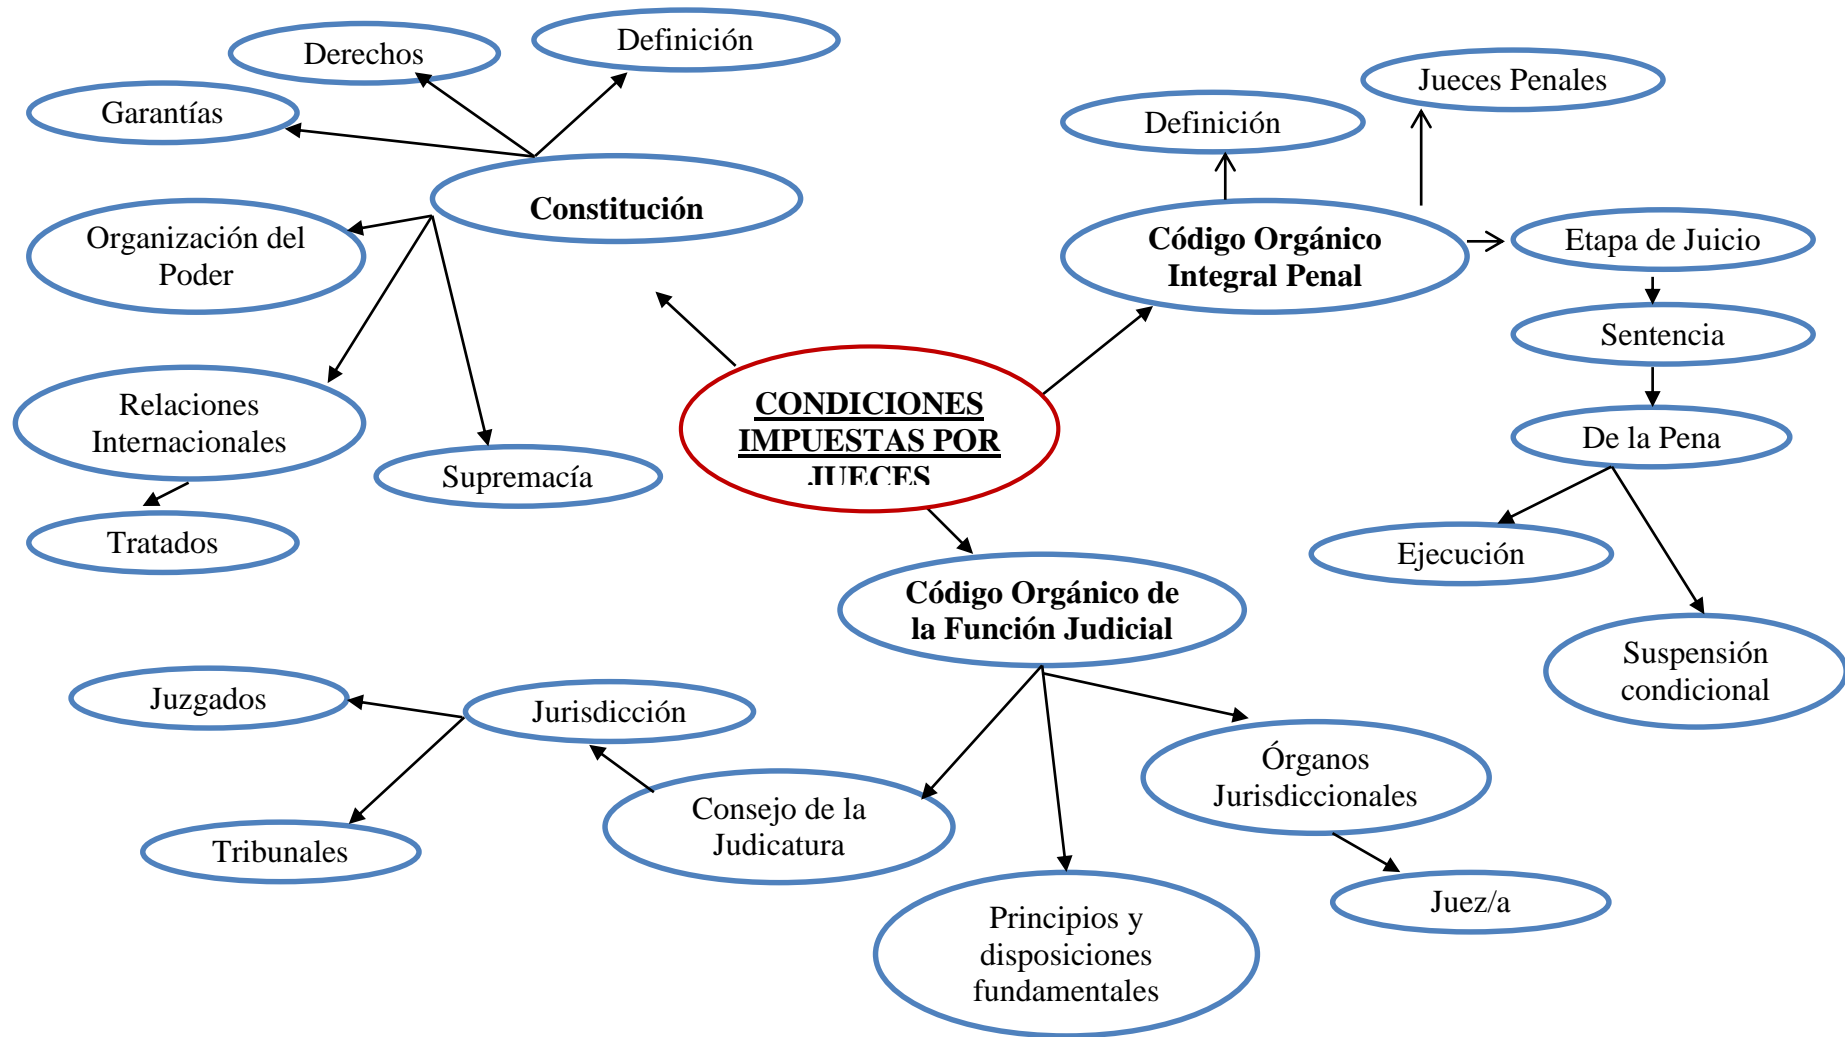 Derechos
Definición
Garantías
Constitución
Organización del
Poder
Relaciones
Internacionales
Tratados
Supremacía
Jueces Penales
Definición
Código Orgánico
Integral Penal
Etapa de Juicio
Sentencia
De la Pena
Ejecución
Suspensión
condicional
CONDICIONES
IMPUESTAS POR
JUECES
Código Orgánico de
la Función Judicial
Juzgados
Jurisdicción
Tribunales
Consejo de la
Judicatura
Órganos
Jurisdiccionales
Juez/a
Principios y
disposiciones
fundamentales